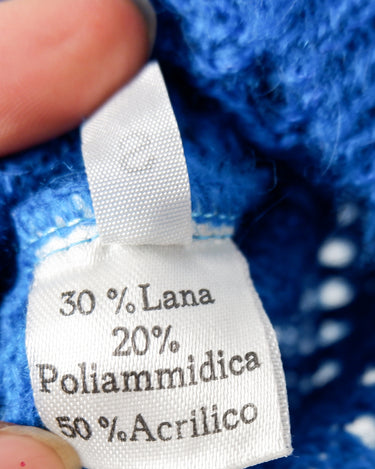 30 % Lana
20%
Poliammidica
50 % Acrilico